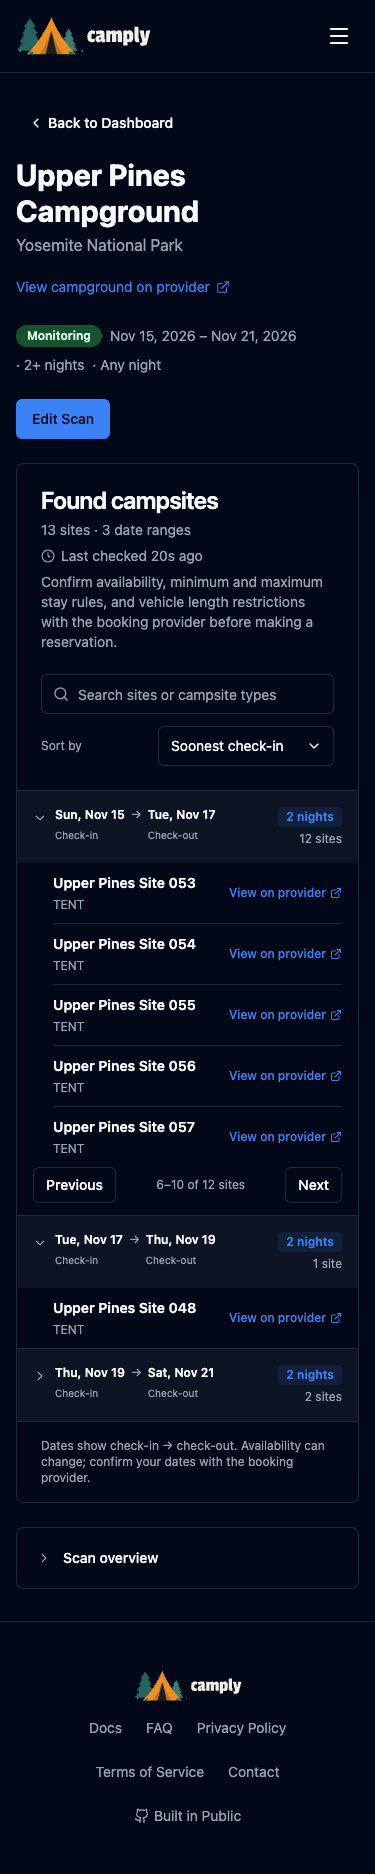 camply
Back to Dashboard
Upper Pines
Campground
Yosemite National Park
View campground on provider
Monitoring Nov 15, 2026 – Nov 21, 2026
· 2+ nights · Any night
Edit Scan
Found campsites
13 sites · 3 date ranges
Last checked 20s ago
Confirm availability, minimum and maximum
stay rules, and vehicle length restrictions
with the booking provider before making a
reservation.
Search sites or campsite types
Sort by Soonest check-in
Sun, Nov 15 → Tue, Nov 17 2 nights
Check-in Check-out 12 sites
Upper Pines Site 053 View on provider
TENT
Upper Pines Site 054 View on provider
TENT
Upper Pines Site 055 View on provider
TENT
Upper Pines Site 056 View on provider
TENT
Upper Pines Site 057 View on provider
TENT
Previous 6–10 of 12 sites Next
Tue, Nov 17 → Thu, Nov 19 2 nights
Check-in Check-out 1 site
Upper Pines Site 048 View on provider
TENT
Thu, Nov 19 → Sat, Nov 21 2 nights
Check-in Check-out 2 sites
Dates show check-in → check-out. Availability can
change; confirm your dates with the booking
provider.
Scan overview
camply
Docs FAQ Privacy Policy
Terms of Service Contact
Built in Public